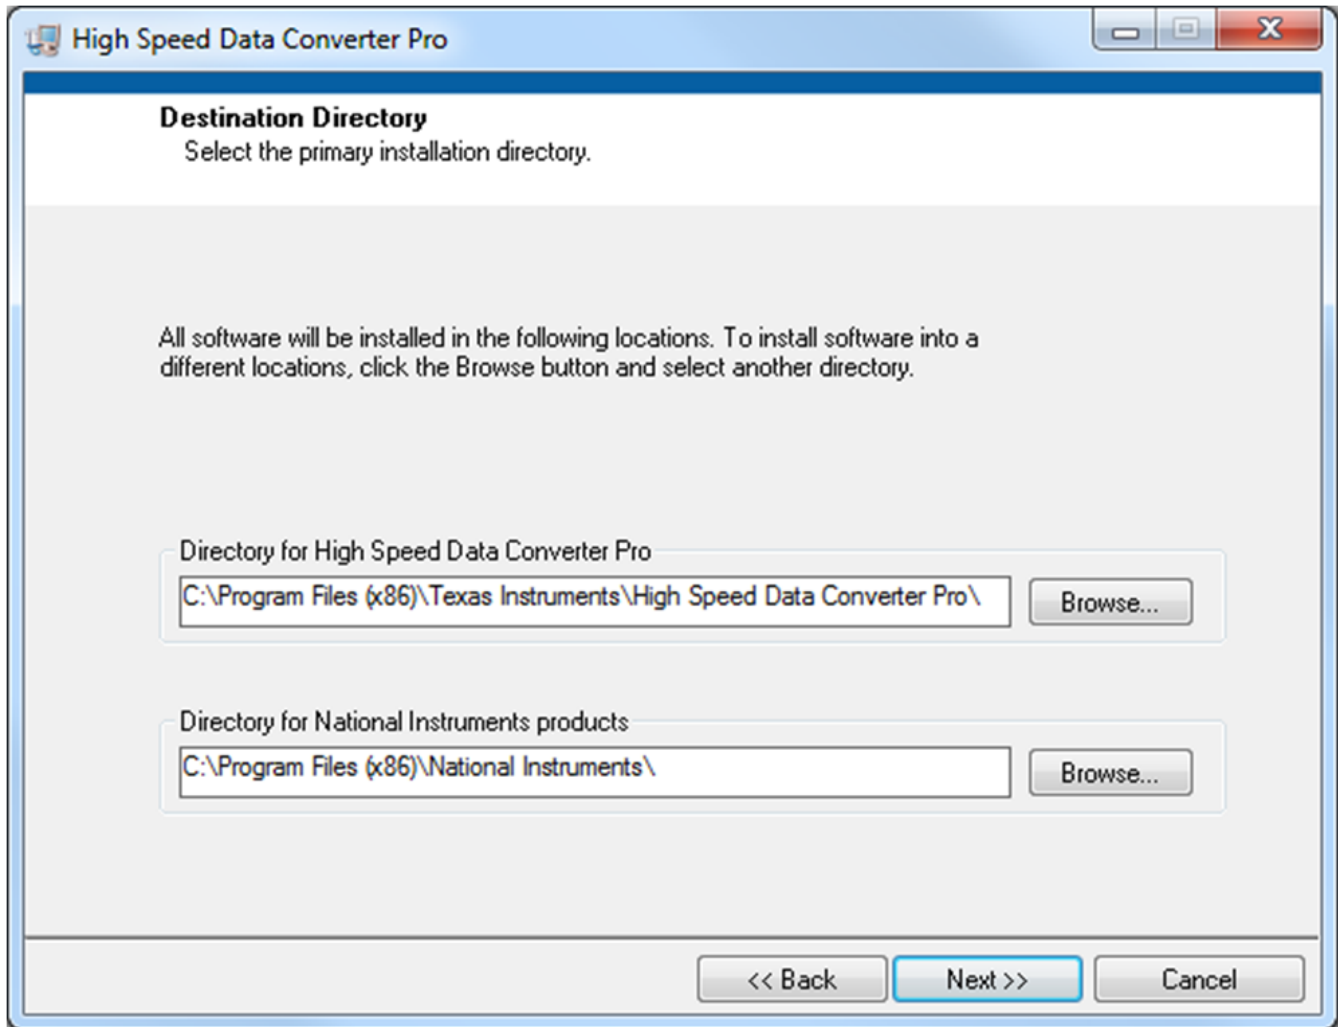 High Speed Data Converter Pro
Destination Directory
Select the primary installation directory.
All software will be installed in the following locations. To install software into a
different locations, click the Browse button and select another directory.
Directory for High Speed Data Converter Pro
C:\Program Files (x86)\Texas Instruments\High Speed Data Converter Pro\
Browse...
Directory for National Instruments products
C:\Program Files (x86)\National Instruments\
Browse...
<< Back
Next >>
Cancel